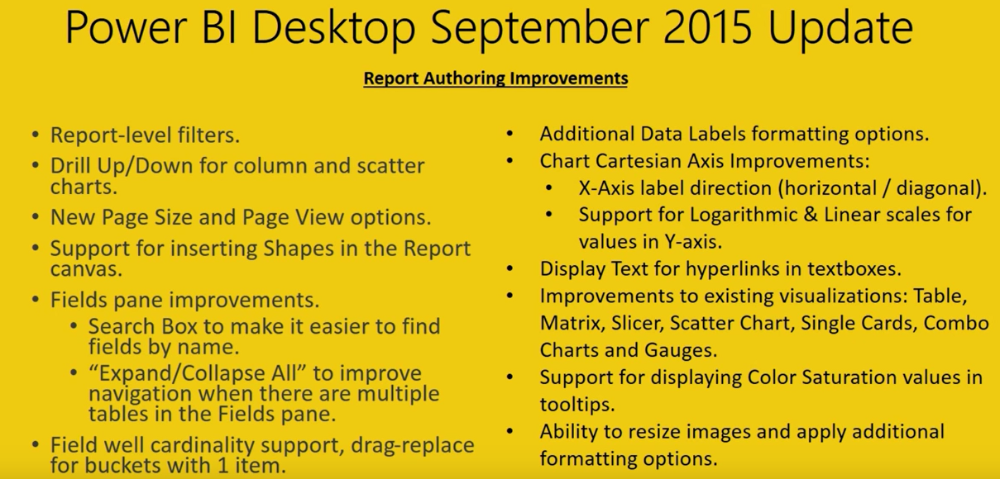 Power BI Desktop September 2015 Update
Report Authoring Improvements
• Report-level filters.
• Drill Up/Down for column and scatter
charts.
• New Page Size and Page View options.
• Support for inserting Shapes in the Report
canvas.
• Fields pane improvements.
• Search Box to make it easier to find
fields by name.
• “Expand/Collapse All” to improve
navigation when there are multiple
tables in the Fields pane.
• Field well cardinality support, drag-replace
for buckets with 1 item.
• Additional Data Labels formatting options.
• Chart Cartesian Axis Improvements:
• X-Axis label direction (horizontal / diagonal).
• Support for Logarithmic & Linear scales for
values in Y-axis.
• Display Text for hyperlinks in textboxes.
• Improvements to existing visualizations: Table,
Matrix, Slicer, Scatter Chart, Single Cards, Combo
Charts and Gauges.
• Support for displaying Color Saturation values in
tooltips.
• Ability to resize images and apply additional
formatting options.